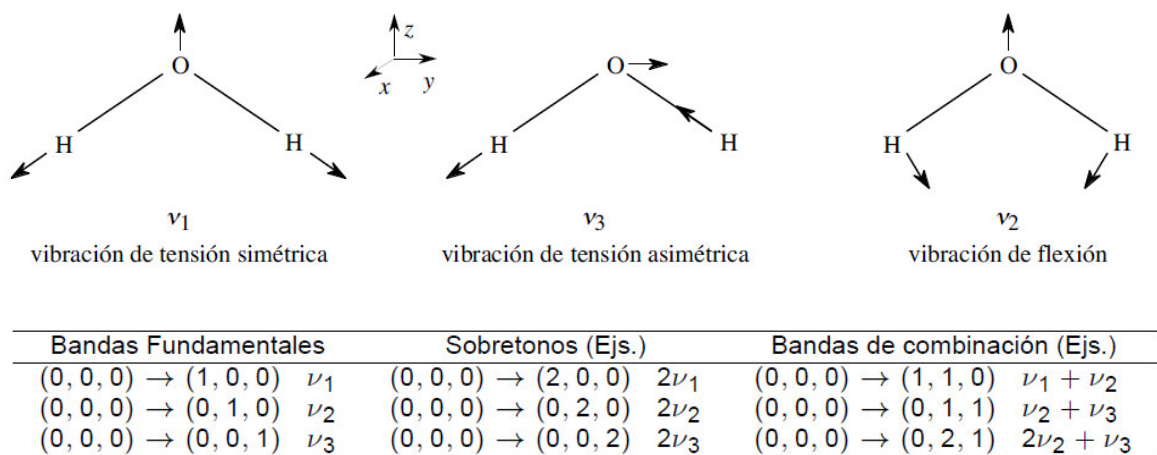 O z O O
x y
H H H H H H
ν1 ν3 ν2
vibración de tensión simétrica vibración de tensión asimétrica vibración de flexión
Bandas Fundamentales Sobretonos (Ejs.) Bandas de combinación (Ejs.)
(0, 0, 0) → (1, 0, 0) ν1 (0, 0, 0) → (2, 0, 0) 2ν1 (0, 0, 0) → (1, 1, 0) ν1 + ν2
(0, 0, 0) → (0, 1, 0) ν2 (0, 0, 0) → (0, 2, 0) 2ν2 (0, 0, 0) → (0, 1, 1) ν2 + ν3
(0, 0, 0) → (0, 0, 1) ν3 (0, 0, 0) → (0, 0, 2) 2ν3 (0, 0, 0) → (0, 2, 1) 2ν2 + ν3